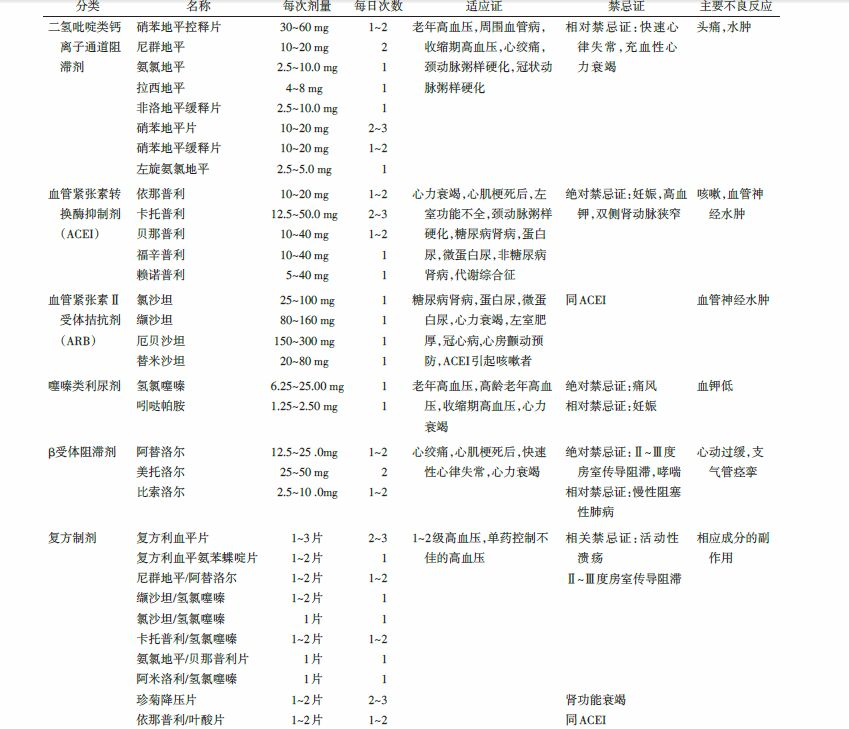 分类 名称 每次剂量 每日次数 适应证 禁忌证 主要不良反应
二氢吡啶类钙 硝苯地平控释片 30~60 mg 1~2 老年高血压,周围血管病, 相对禁忌证:快速心 头痛,水肿
离子通道阻 尼群地平 10~20 mg 2 收缩期高血压,心绞痛, 律失常,充血性心
滞剂 氨氯地平 2.5~10.0 mg 1 颈动脉粥样硬化,冠状动 力衰竭
拉西地平 4~8 mg 1 脉粥样硬化
非洛地平缓释片 2.5~10.0 mg 1
硝苯地平片 10~20 mg 2~3
硝苯地平缓释片 10~20 mg 1~2
左旋氨氯地平 2.5~5.0 mg 1
血管紧张素转 依那普利 10~20 mg 1~2 心力衰竭,心肌梗死后,左 绝对禁忌证:妊娠,高血 咳嗽,血管神
换酶抑制剂 卡托普利 12.5~50.0 mg 2~3 室功能不全,颈动脉粥样 钾,双侧肾动脉狭窄 经水肿
(ACEI) 贝那普利 10~40 mg 1~2 硬化,糖尿病肾病,蛋白
福辛普利 10~40 mg 1 尿,微蛋白尿,非糖尿病
赖诺普利 5~40 mg 1 肾病,代谢综合征
血管紧张素Ⅱ 氯沙坦 25~100 mg 1 糖尿病肾病,蛋白尿,微蛋 同ACEI 血管神经水肿
受体拮抗剂 缬沙坦 80~160 mg 1 白尿,心力衰竭,左室肥
(ARB) 厄贝沙坦 150~300 mg 1 厚,冠心病,心房颤动预
替米沙坦 20~80 mg 1 防,ACEI引起咳嗽者
噻嗪类利尿剂 氢氯噻嗪 6.25~25.00 mg 1 老年高血压,高龄老年高血 绝对禁忌证:痛风 血钾低
吲哒帕胺 1.25~2.50 mg 1 压,收缩期高血压,心力 相对禁忌证:妊娠
衰竭
β受体阻滞剂 阿替洛尔 12.5~25 .0mg 1~2 心绞痛,心肌梗死后,快速 绝对禁忌证:Ⅱ~Ⅲ度 心动过缓,支
美托洛尔 25~50 mg 2 性心律失常,心力衰竭 房室传导阻滞,哮喘 气管痉挛
比索洛尔 2.5~10 .0mg 1~2 相对禁忌证:慢性阻塞
性肺病
复方制剂 复方利血平片 1~3 片 2~3 1~2级高血压,单药控制不 相关禁忌证:活动性 相应成分的副
复方利血平氨苯蝶啶片 1~2 片 1 佳的高血压 溃疡 作用
尼群地平/阿替洛尔 1~2 片 1~2 Ⅱ~Ⅲ度房室传导阻滞
缬沙坦/氢氯噻嗪 1~2 片 1
氯沙坦/氢氯噻嗪 1 片 1
卡托普利/氢氯噻嗪 1~2 片 1~2
氨氯地平/贝那普利片 1 片 1
阿米洛利/氢氯噻嗪 1 片 1
珍菊降压片 1~2 片 2~3 肾功能衰竭
依那普利/叶酸片 1~2 片 1~2 同ACEI